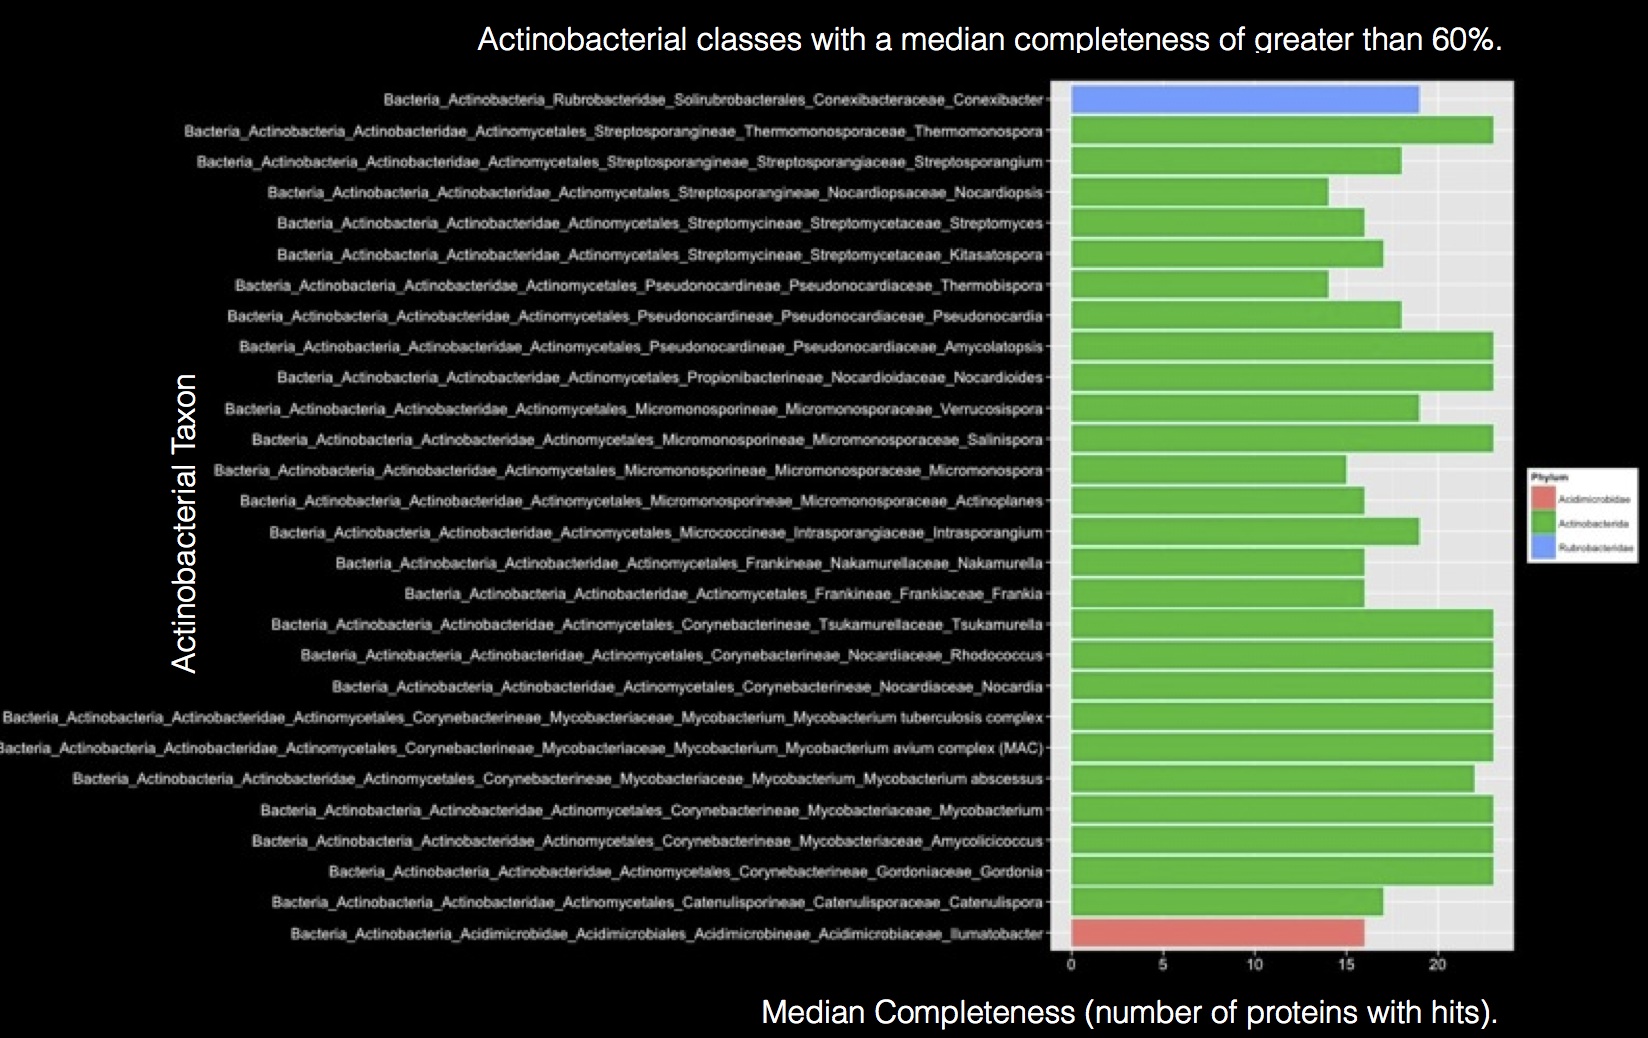 Actinobacterial classes with a median completeness of greater than 60%.
Bacteria_Actinobacteria_Rubrobacteridae_Solirubrobacterales_Conexibacteraceae_Conexibacter
Bacteria_Actinobacteria_Actinobacteridae_Actinomycetales_Streptosporangineae_Thermomonosporaceae_Thermomonospora
Bacteria_Actinobacteria_Actinobacteridae_Actinomycetales_Streptosporangineae_Streptosporangiaceae_Streptosporangium
Bacteria_Actinobacteria_Actinobacteridae_Actinomycetales_Streptosporangineae_Nocardiopsaceae_Nocardiopsis
Bacteria_Actinobacteria_Actinobacteridae_Actinomycetales_Streptomycineae_Streptomycetaceae_Streptomyces
Bacteria_Actinobacteria_Actinobacteridae_Actinomycetales_Streptomycineae_Streptomycetaceae_Kitasatospora
Bacteria_Actinobacteria_Actinobacteridae_Actinomycetales_Pseudonocardineae_Pseudonocardiaceae_Thermobispora
Bacteria_Actinobacteria_Actinobacteridae_Actinomycetales_Pseudonocardineae_Pseudonocardiaceae_Pseudonocardia
Bacteria_Actinobacteria_Actinobacteridae_Actinomycetales_Pseudonocardineae_Pseudonocardiaceae_Amycolatopsis
Bacteria_Actinobacteria_Actinobacteridae_Actinomycetales_Propionibacterineae_Nocardioidaceae_Nocardioides
Bacteria_Actinobacteria_Actinobacteridae_Actinomycetales_Micromonosporineae_Micromonosporaceae_Verrucosispora
Bacteria_Actinobacteria_Actinobacteridae_Actinomycetales_Micromonosporineae_Micromonosporaceae_Salinispora
Bacteria_Actinobacteria_Actinobacteridae_Actinomycetales_Micromonosporineae_Micromonosporaceae_Micromonospora
Bacteria_Actinobacteria_Actinobacteridae_Actinomycetales_Micromonosporineae_Micromonosporaceae_Actinoplanes
Bacteria_Actinobacteria_Actinobacteridae_Actinomycetales_Micrococcineae_Intrasporangiaceae_Intrasporangium
Bacteria_Actinobacteria_Actinobacteridae_Actinomycetales_Frankineae_Nakamurellaceae_Nakamurella
Bacteria_Actinobacteria_Actinobacteridae_Actinomycetales_Frankineae_Frankiaceae_Frankia
Bacteria_Actinobacteria_Actinobacteridae_Actinomycetales_Corynebacterineae_Tsukamurellaceae_Tsukamurella
Bacteria_Actinobacteria_Actinobacteridae_Actinomycetales_Corynebacterineae_Nocardiaceae_Rhodococcus
Bacteria_Actinobacteria_Actinobacteridae_Actinomycetales_Corynebacterineae_Nocardiaceae_Nocardia
Bacteria_Actinobacteria_Actinobacteridae_Actinomycetales_Corynebacterineae_Mycobacteriaceae_Mycobacterium_Mycobacterium tuberculosis complex
Bacteria_Actinobacteria_Actinobacteridae_Actinomycetales_Corynebacterineae_Mycobacteriaceae_Mycobacterium_Mycobacterium avium complex (MAC)
Bacteria_Actinobacteria_Actinobacteridae_Actinomycetales_Corynebacterineae_Mycobacteriaceae_Mycobacterium_Mycobacterium abscessus
Bacteria_Actinobacteria_Actinobacteridae_Actinomycetales_Corynebacterineae_Mycobacteriaceae_Mycobacterium
Bacteria_Actinobacteria_Actinobacteridae_Actinomycetales_Corynebacterineae_Mycobacteriaceae_Amycolicicoccus
Bacteria_Actinobacteria_Actinobacteridae_Actinomycetales_Corynebacterineae_Gordoniaceae_Gordonia
Bacteria_Actinobacteria_Actinobacteridae_Actinomycetales_Catenulisporineae_Catenulisporaceae_Catenulispora
Bacteria_Actinobacteria_Acidimicrobidae_Acidimicrobiales_Acidimicrobineae_Acidimicrobiaceae_Ilumatobacter
Actinobacterial Taxon
0 5 10 15 20
Median Completeness (number of proteins with hits).
Phylum
Acidimicrobidae
Actinobacterida
Rubrobacteridae